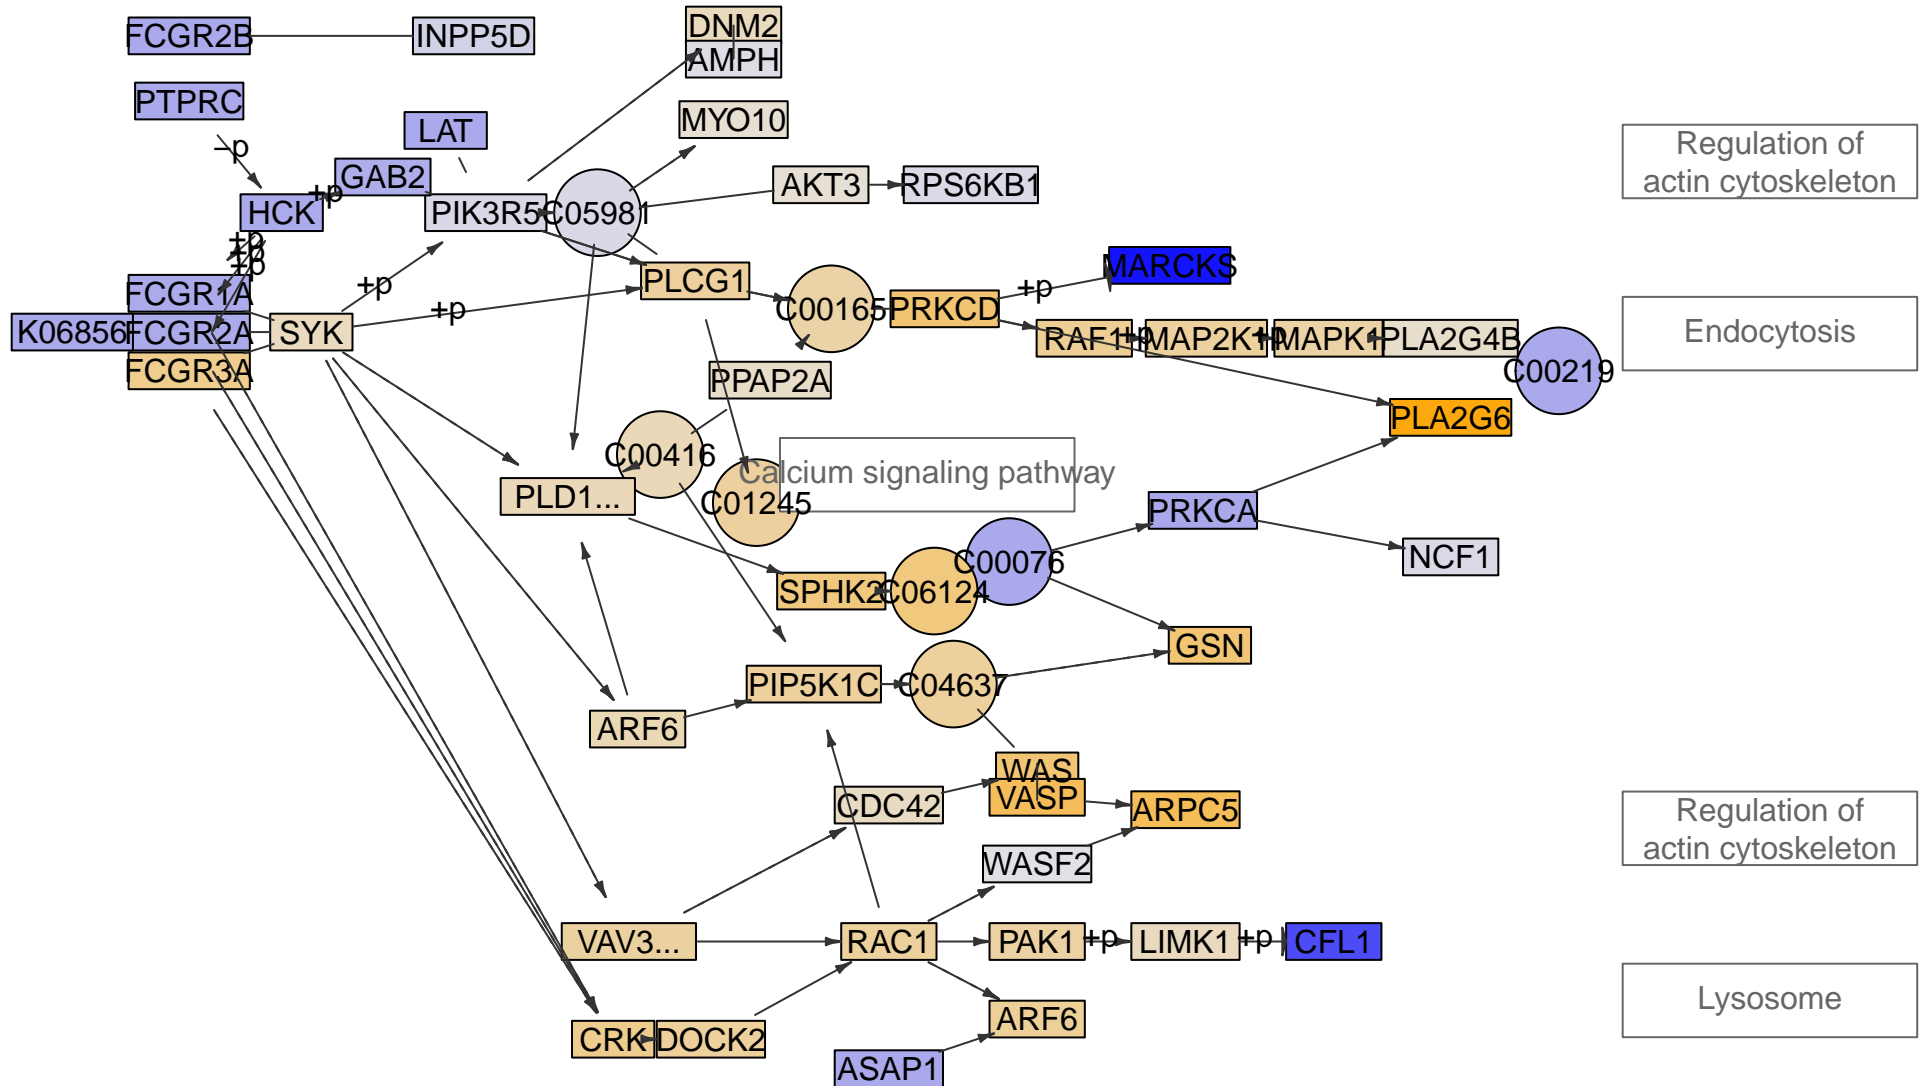 FCGR2B
INPP5D
DNM2
AMPH
PTPRC
LAT
MYO10
Regulation of
actin cytoskeleton
−p
GAB2
+p
HCK
PIK3R5
C05981
AKT3
RPS6KB1
+p
+p
+p
FCGR1A
+p
PLCG1
C00165
PRKCD
+p
MARCKS
K06856
FCGR2A
SYK
+p
RAF1
+p
MAP2K1
+p
MAPK1
PLA2G4B
C00219
Endocytosis
FCGR3A
PPAP2A
PLA2G6
C00416
Calcium signaling pathway
PLD1...
C01245
PRKCA
NCF1
SPHK2
C06124
C00076
GSN
PIP5K1C
C04637
ARF6
WAS
VASP
CDC42
ARPC5
Regulation of
actin cytoskeleton
WASF2
VAV3...
RAC1
PAK1
+p
LIMK1
+p
CFL1
Lysosome
CRK
DOCK2
ARF6
ASAP1